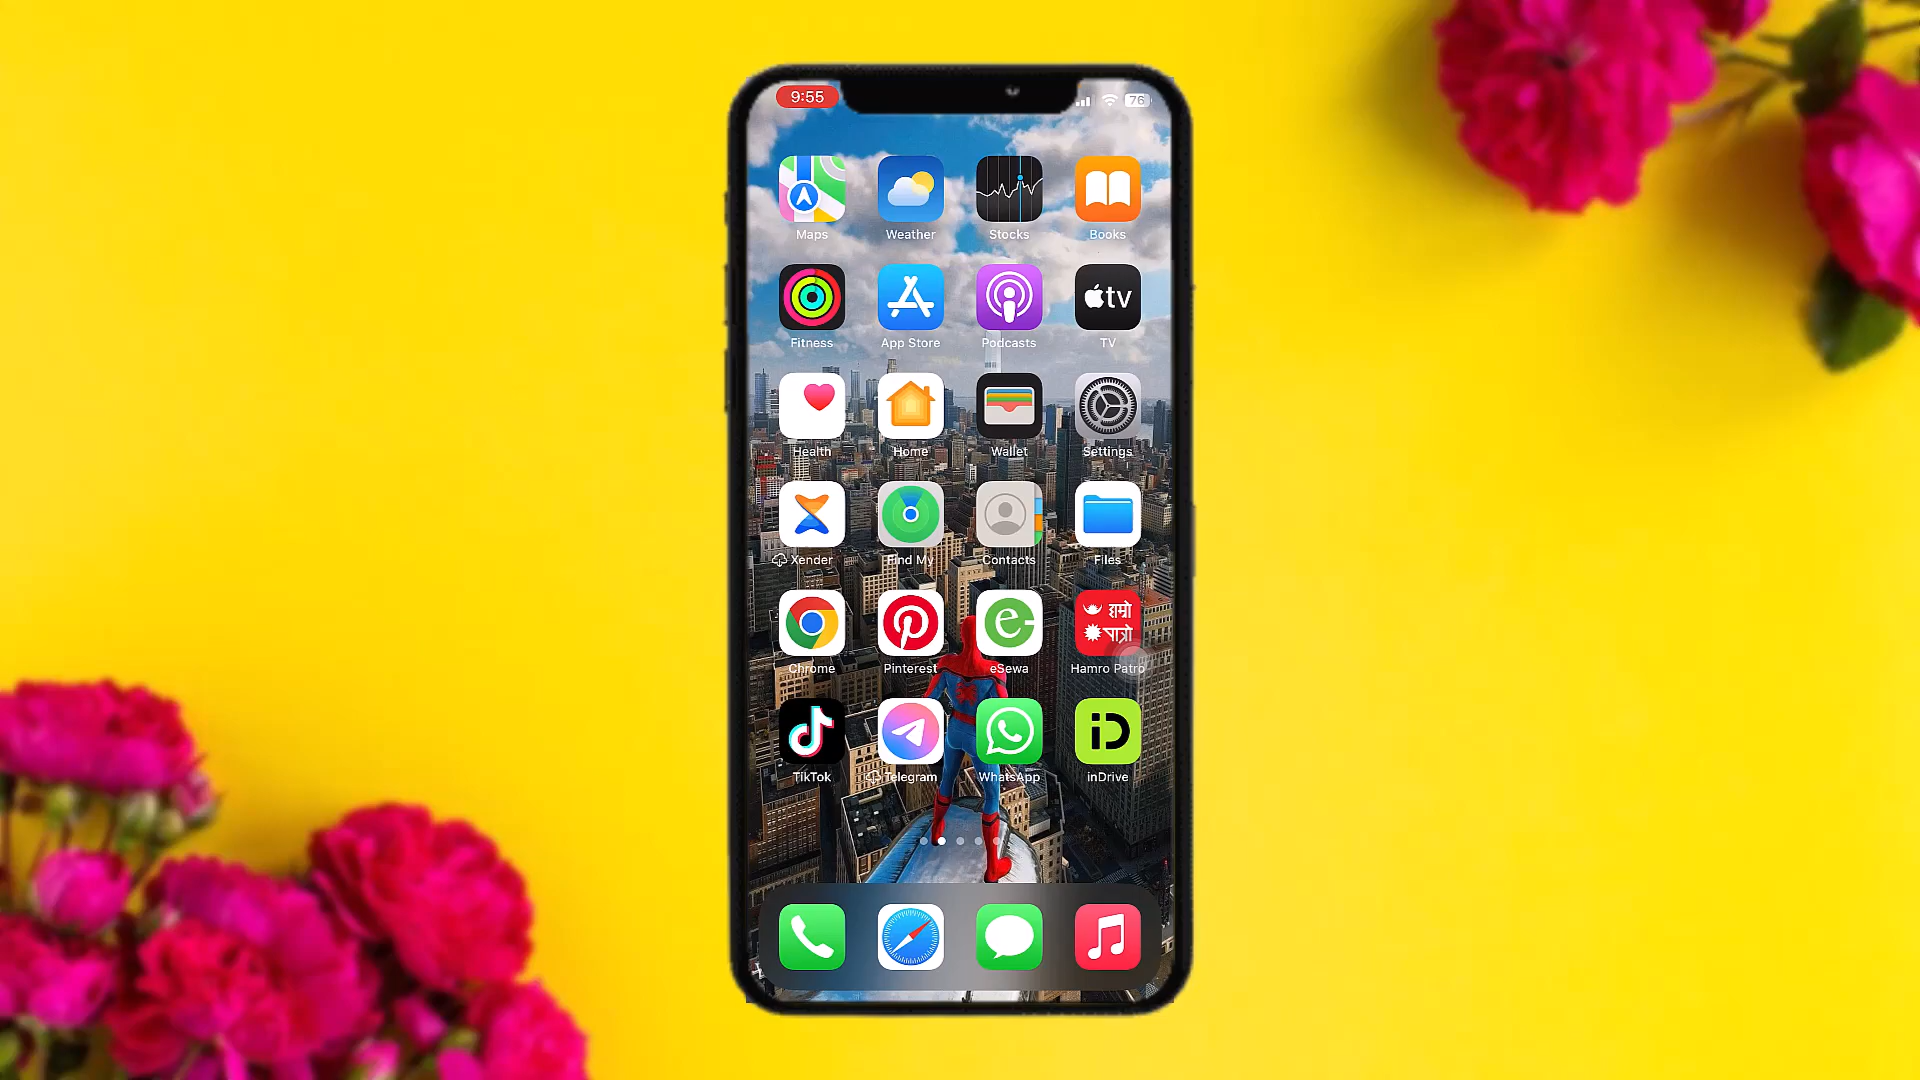 9:55
76
Maps Weather Stocks Books
tv
Fitness App Store Podcasts TV
Health Home Wallet Settings
Xender Find My Contacts Files
हाम्रो
पात्रो
Chrome Pinterest eSewa Hamro Patro
iD
TikTok Telegram WhatsApp inDrive